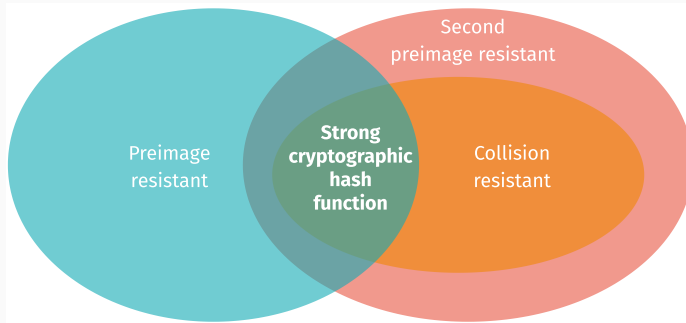 Second
preimage resistant
Preimage
resistant
Strong
cryptographic
hash
function
Collision
resistant